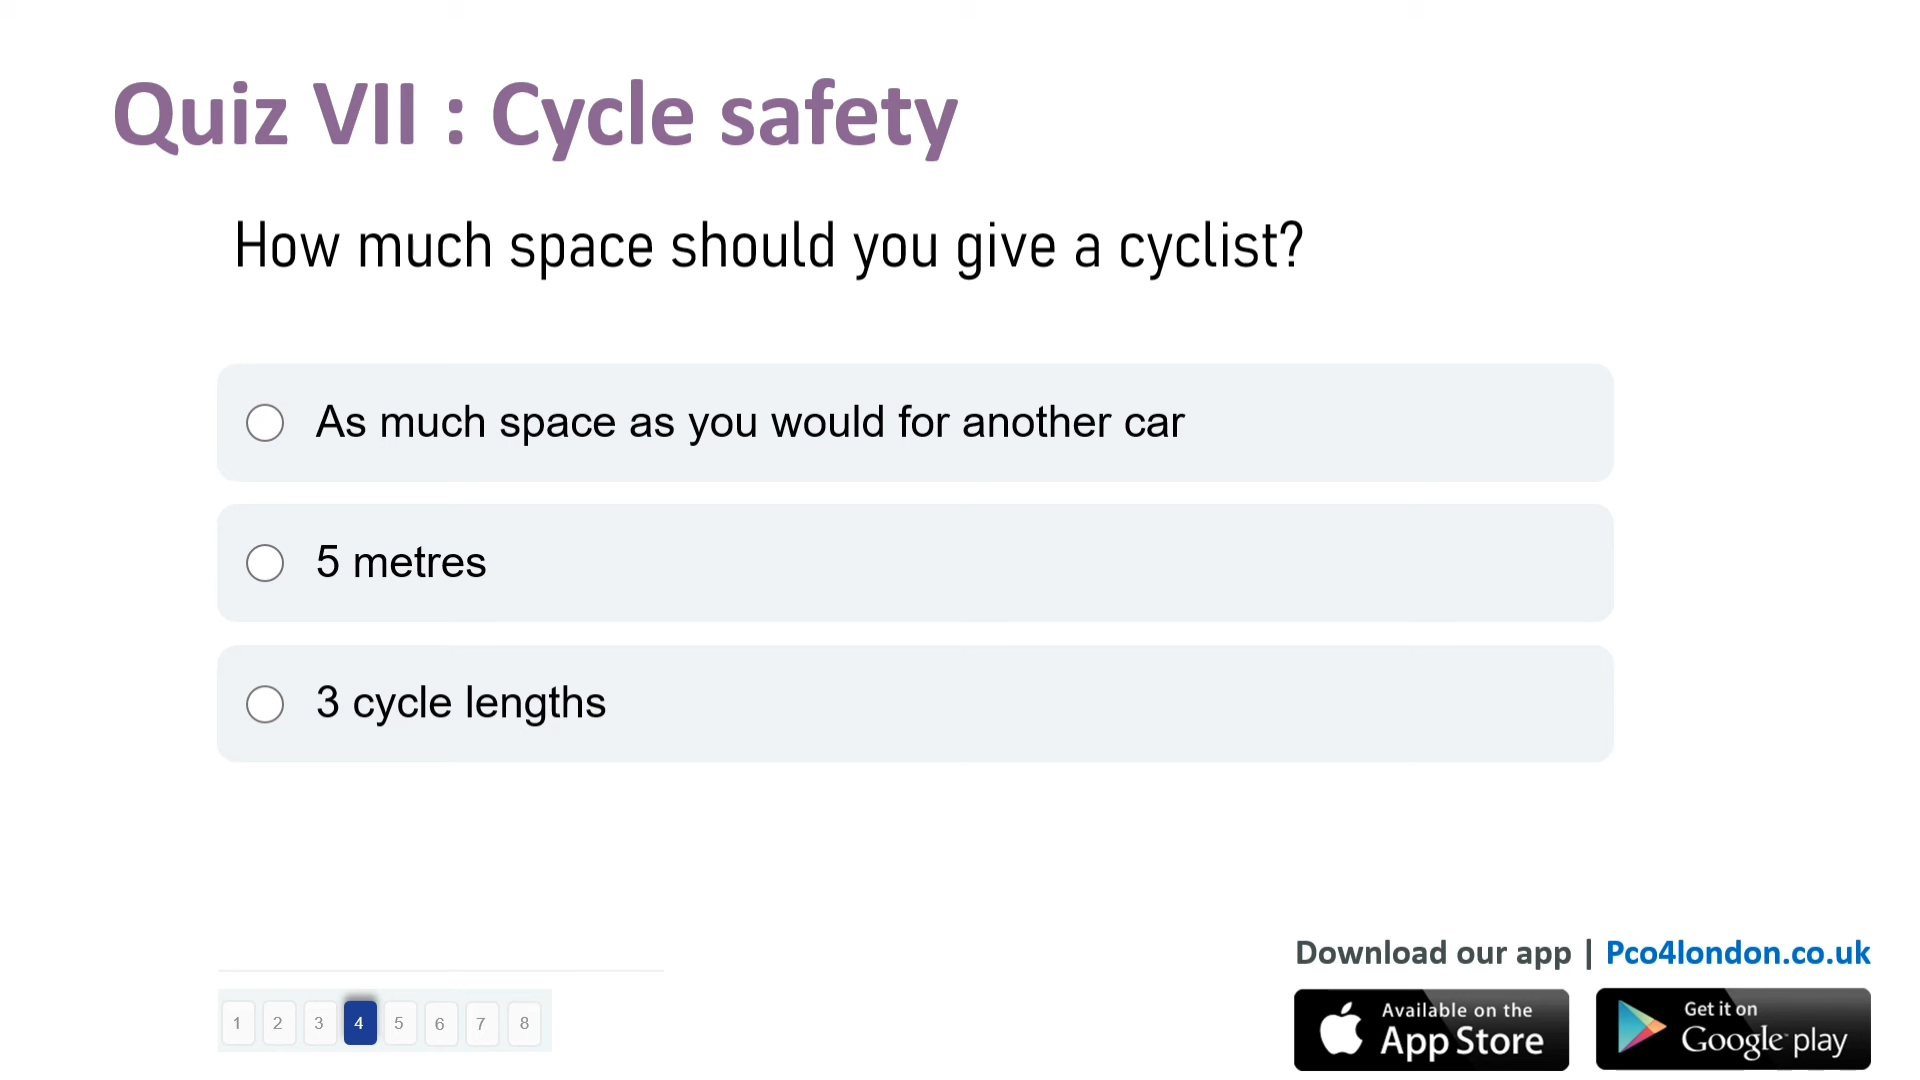 Quiz VII : Cycle safety
How much space should you give a cyclist?
As much space as you would for another car
5 metres
3 cycle lengths
Download our app | Pco4london.co.uk
1 2 3 4 5 6 7 8
Available on the
App Store
Get it on
Google play